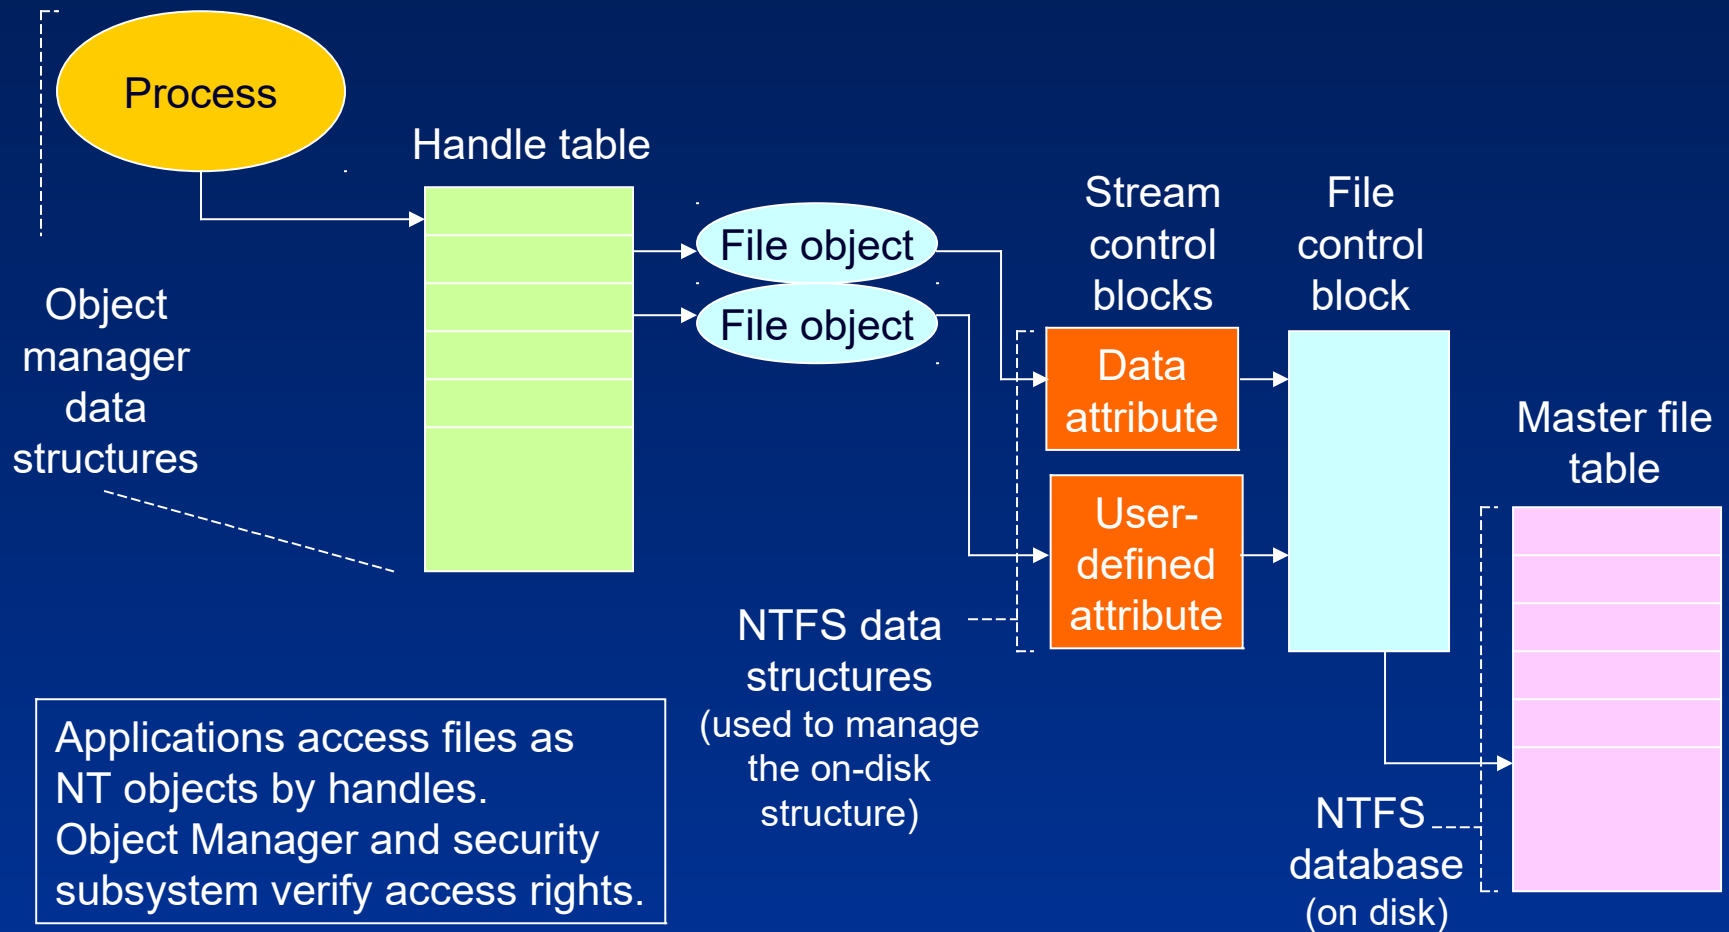 Process
Handle table
File object
File object
Stream
control
blocks
File
control
block
Object
manager
data
structures
Data
attribute
User-
defined
attribute
Master file
table
NTFS data
structures
(used to manage
the on-disk
structure)
Applications access files as
NT objects by handles.
Object Manager and security
subsystem verify access rights.
NTFS
database
(on disk)